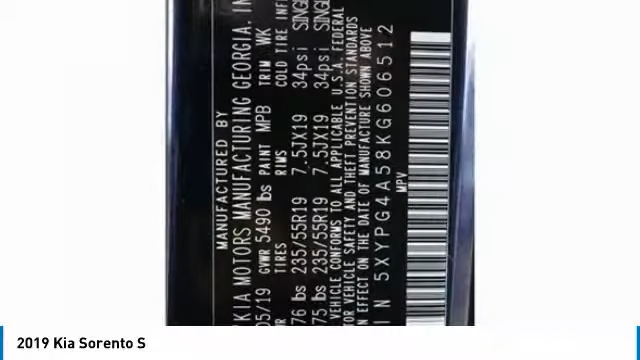 MANUFACTURED BY
KIA MOTORS MANUFACTURING GEORGIA, IN
05/19 GVWR 5490 lbs PAINT MPB TRIM WK
TIRES RIMS COLD TIRE INF
76 lbs 235/55R19 7.5JX19 34psi SINGL
75 lbs 235/55R19 7.5JX19 34psi SINGL
VEHICLE CONFORMS TO ALL APPLICABLE U.S.A. FEDERAL
TOR VEHICLE SAFETY AND THEFT PREVENTION STANDARDS
N EFFECT ON THE DATE OF MANUFACTURE SHOWN ABOVE
IN 5XYPG4A58KG606512
MPV
2019 Kia Sorento S